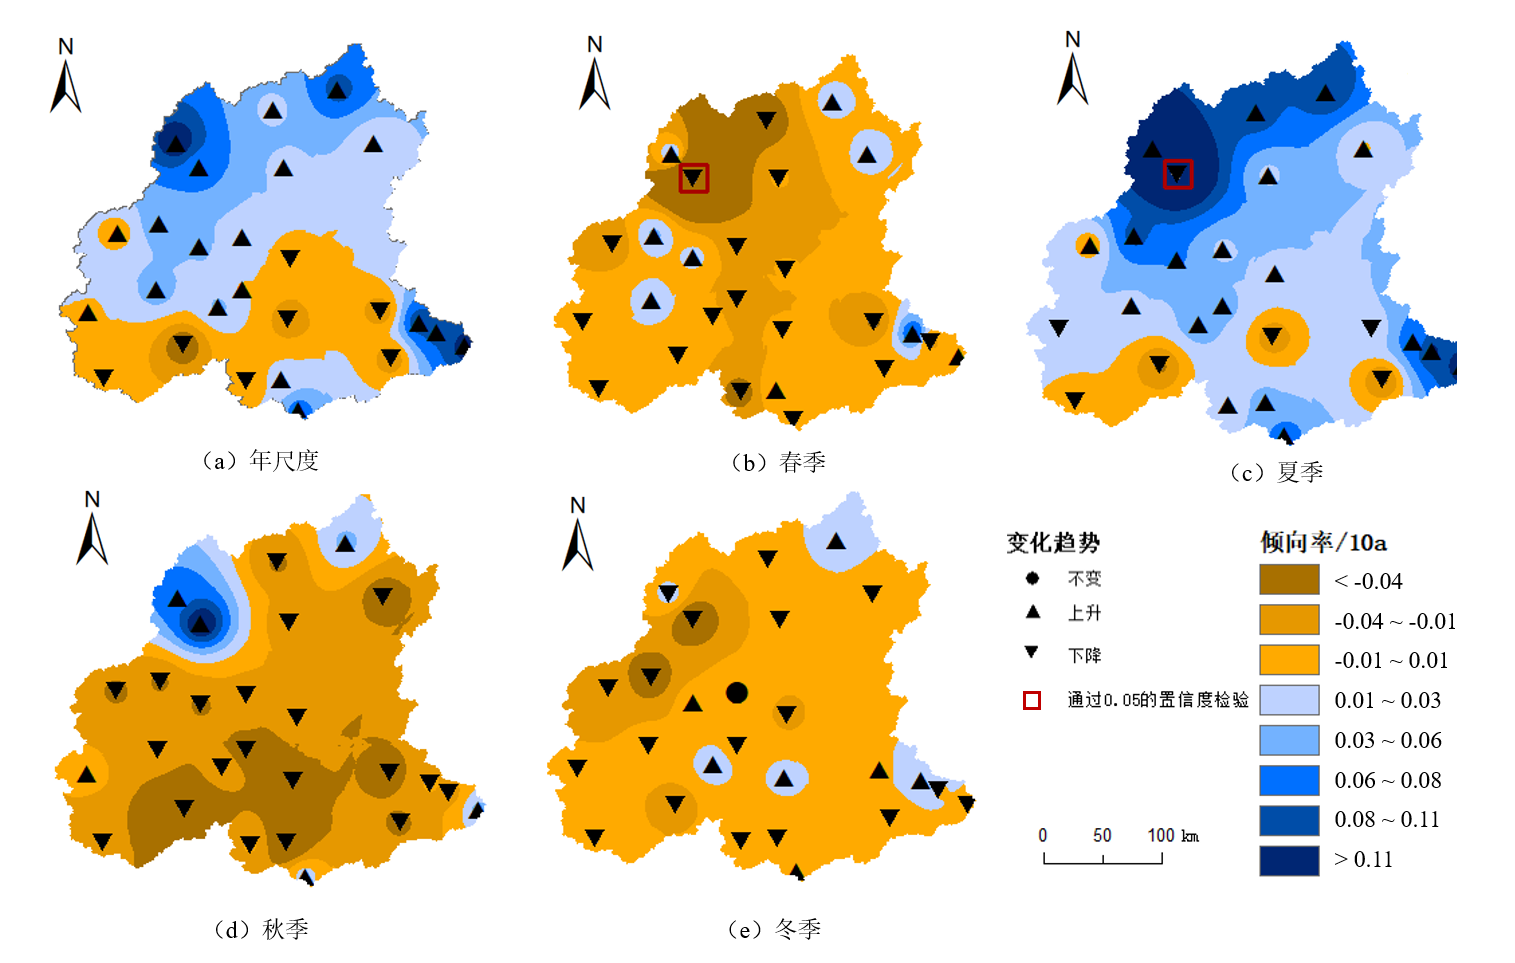 N
N
N
（a）年尺度
（b）春季
（c）夏季
N
N
变化趋势
不变
上升
下降
通过0.05的置信度检验
倾向率/10a
< -0.04
-0.04 ~ -0.01
-0.01 ~ 0.01
0.01 ~ 0.03
0.03 ~ 0.06
0.06 ~ 0.08
0.08 ~ 0.11
> 0.11
0 50 100 km
（d）秋季
（e）冬季